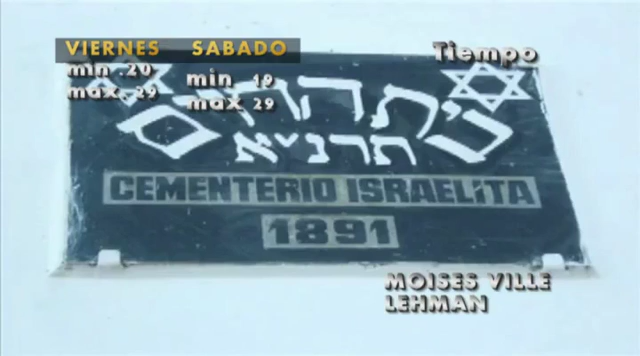 VIERNES SABADO
Tiempo
min .20 min 19
max. 29 max 29
תרנ״א
CEMENTERIO ISRAELITA
1891
MOISES VILLE
LEHMAN